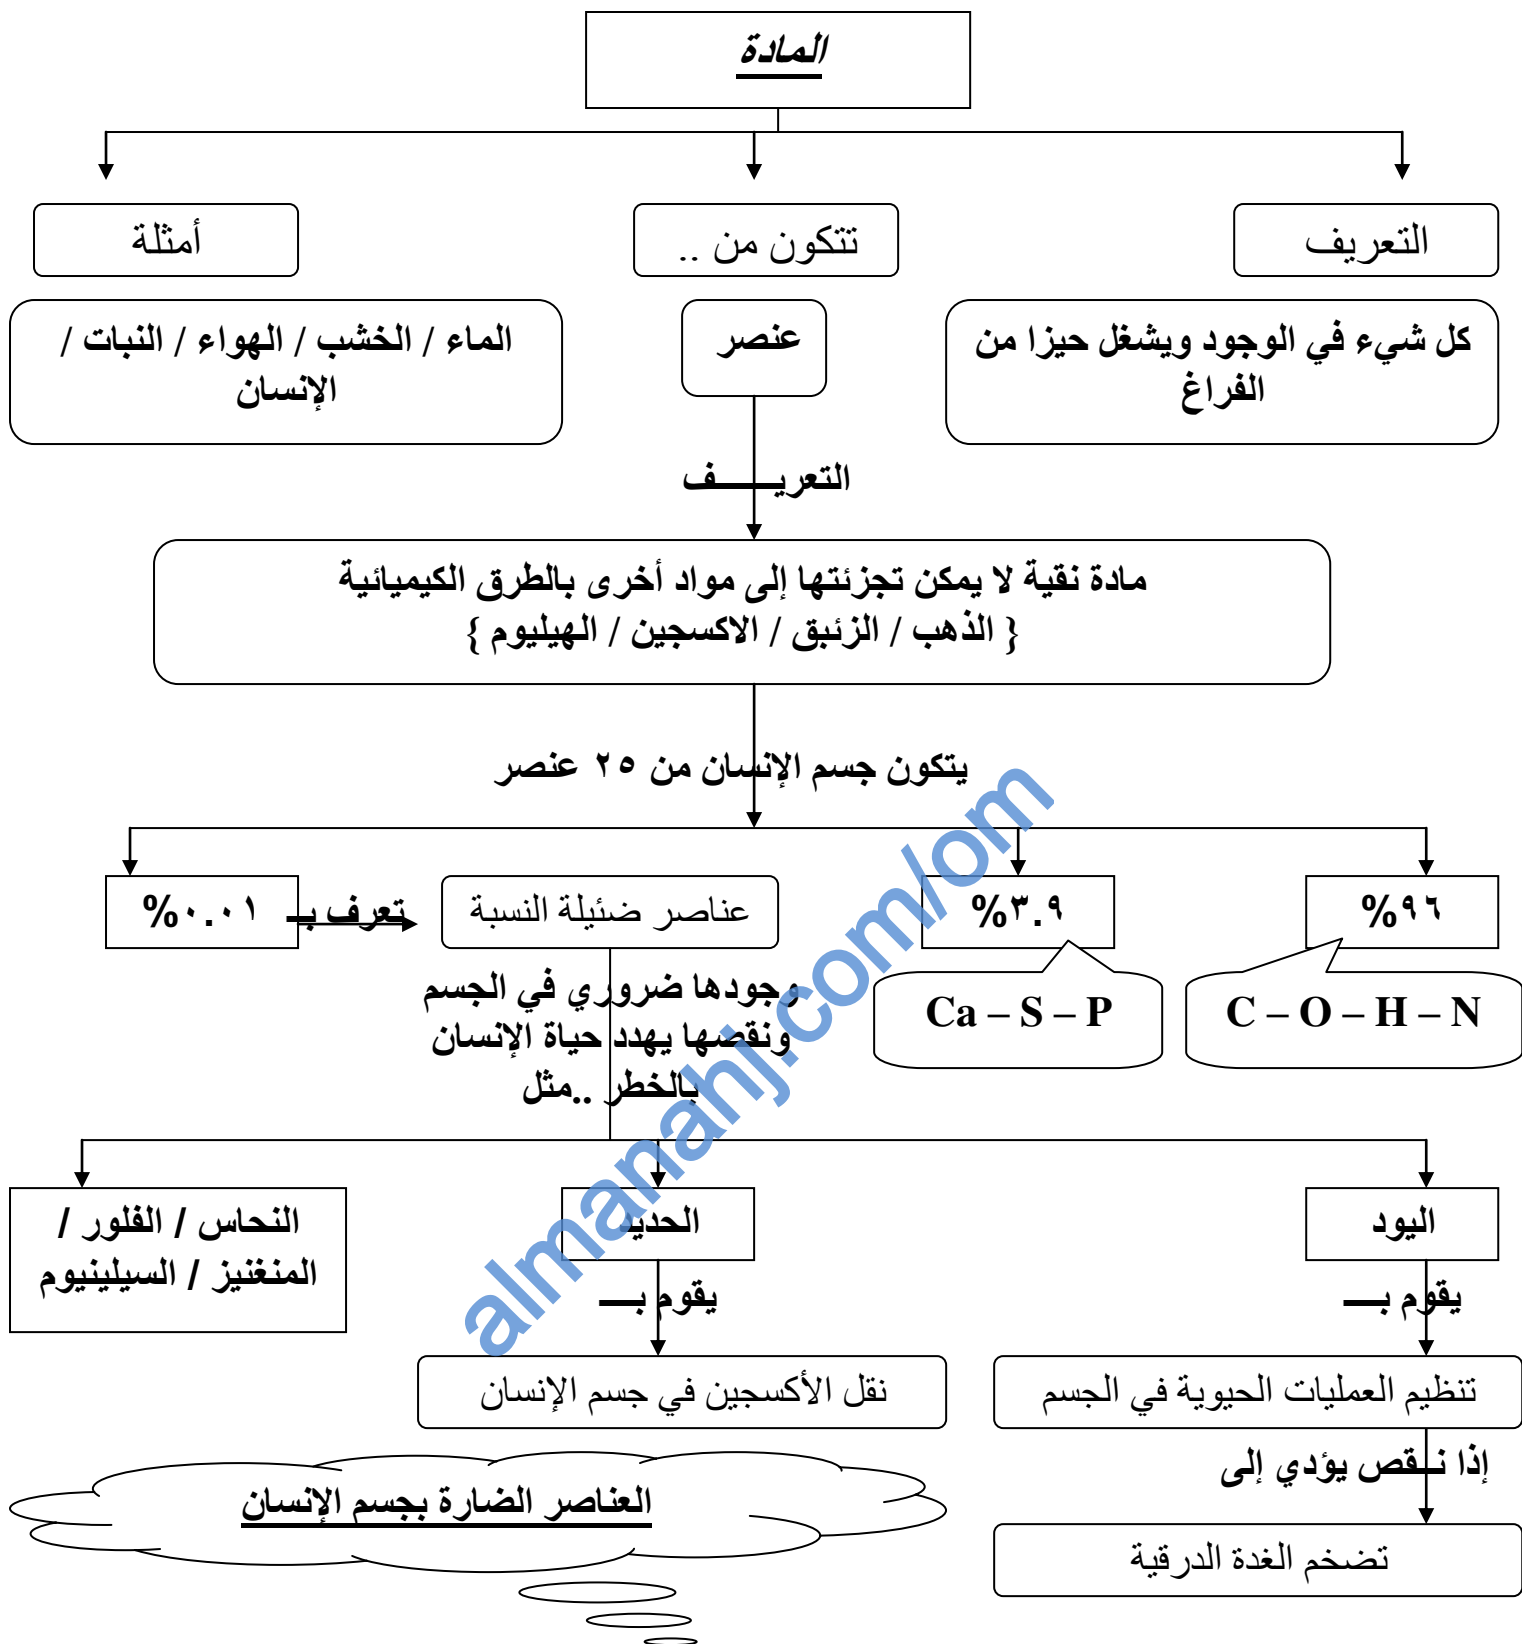 المادة
التعريف
تتكون من ..
أمثلة
كل شيء في الوجود ويشغل حيزا من
الفراغ
عنصر
الماء / الخشب / الهواء / النبات /
الإنسان
التعريـــــف
مادة نقية لا يمكن تجزئتها إلى مواد أخرى بالطرق الكيميائية
{ الذهب / الزئبق / الاكسجين / الهيليوم }
يتكون جسم الإنسان من ٢٥ عنصر
%٩٦
%٣.٩
عناصر ضئيلة النسبة
تعرف بـ
%٠.٠١
C – O – H – N
Ca – S – P
وجودها ضروري في الجسم
ونقصها يهدد حياة الإنسان
بالخطر ..مثل
اليود
الحديد
النحاس / الفلور /
المنغنيز / السيلينيوم
يقوم بــ
يقوم بــ
تنظيم العمليات الحيوية في الجسم
نقل الأكسجين في جسم الإنسان
إذا نــقص يؤدي إلى
تضخم الغدة الدرقية
العناصر الضارة بجسم الإنسان
almanahj.com/om